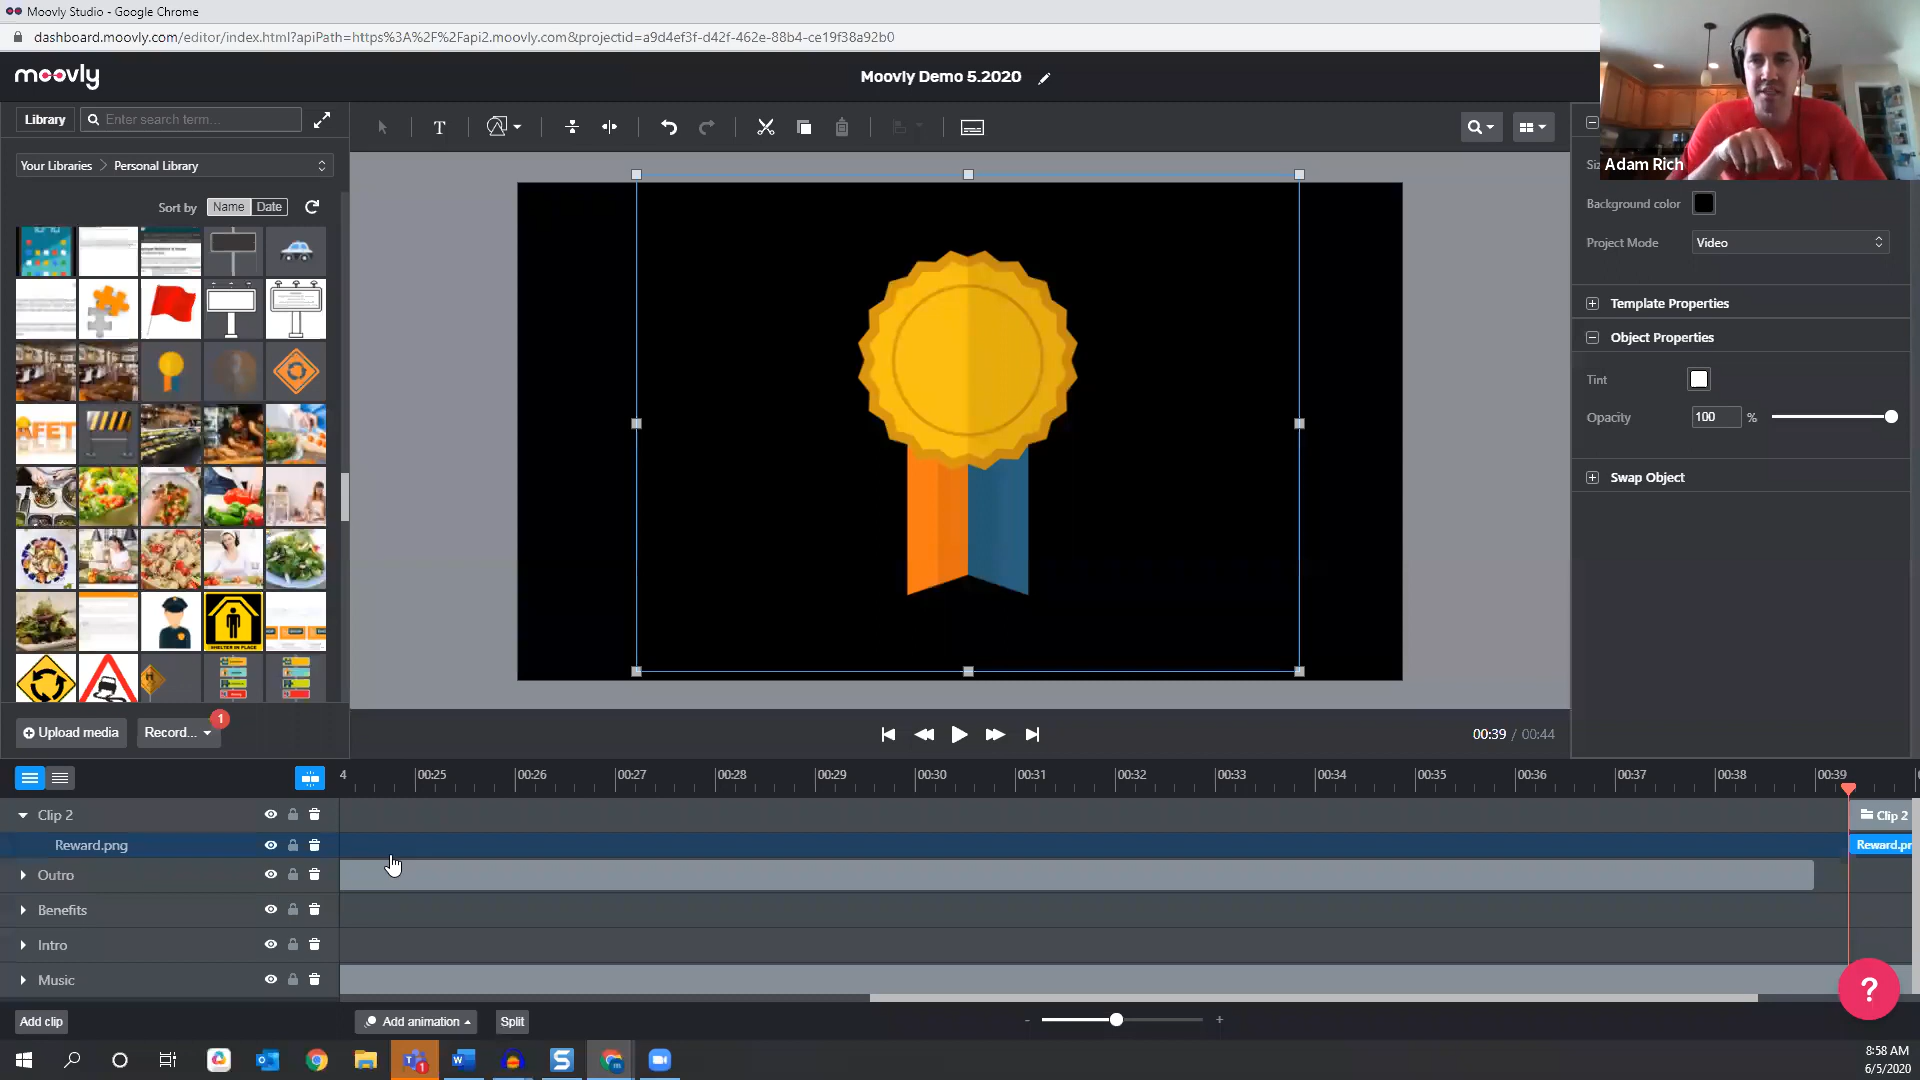 Moovly Studio - Google Chrome
dashboard.moovly.com/editor/index.html?apiPath=https%3A%2F%2Fapi2.moovly.com&projectid=a9d4ef3f-d42f-462e-88b4-ce19f38a92b0
moovly
Moovly Demo 5.2020
Library
Enter search term...
T
Adam Rich
Your Libraries
Personal Library
Sort by
Name
Date
Background color
Project Mode
Video
Template Properties
Object Properties
Tint
Opacity
100
%
Swap Object
AFET
SHELTER IN PLACE
Upload media
Record...
1
00:39 / 00:44
4
00:25
00:26
00:27
00:28
00:29
00:30
00:31
00:32
00:33
00:34
00:35
00:36
00:37
00:38
00:39
Clip 2
Clip 2
Reward.png
Reward.pr
Outro
Benefits
Intro
Music
?
Add clip
Add animation
Split
-
+
8:58 AM
6/5/2020